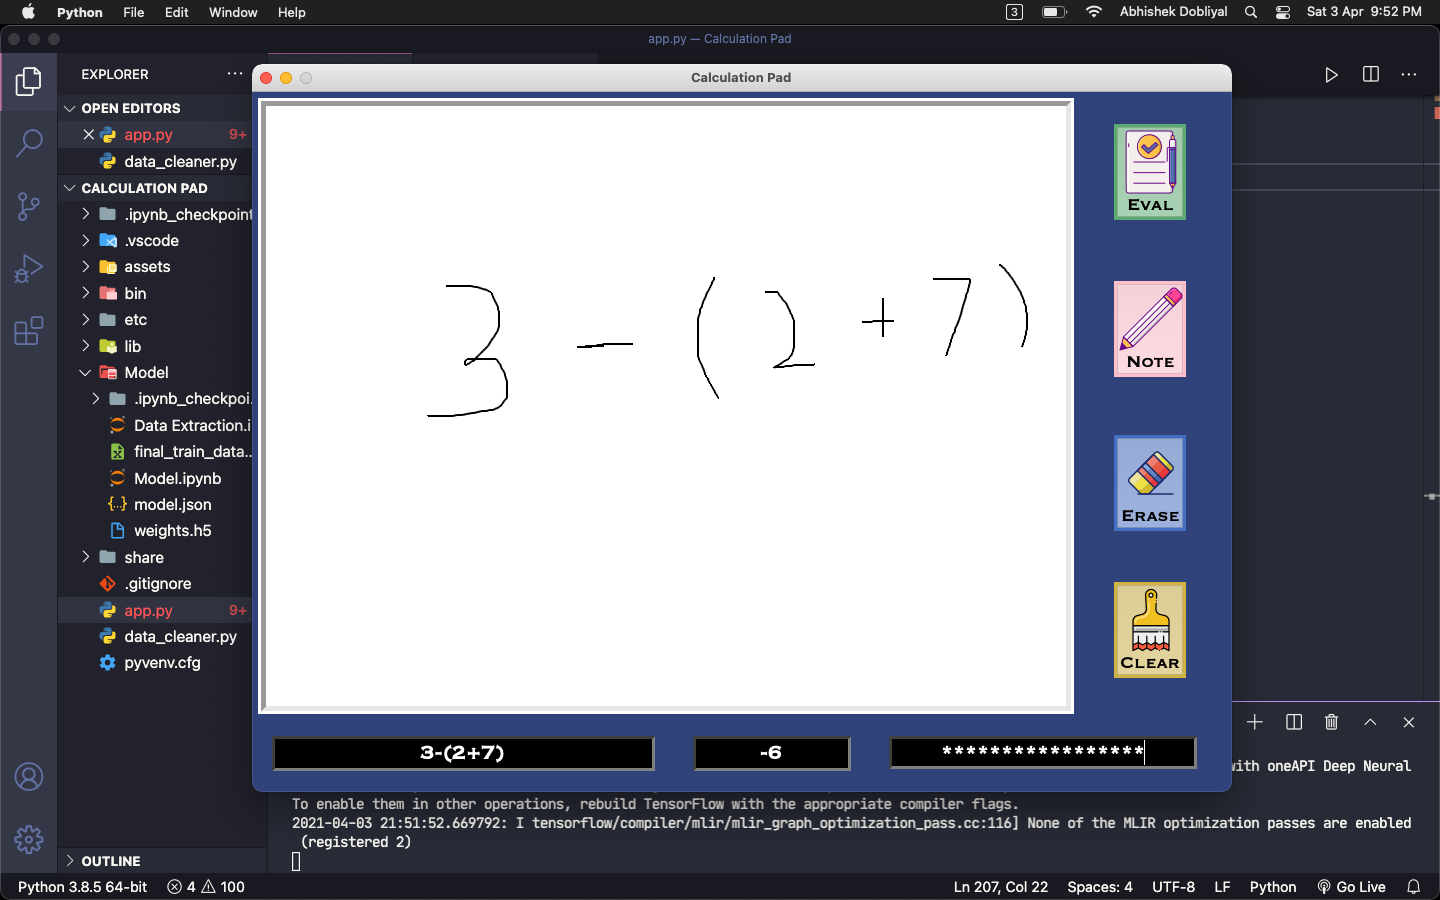 Python File Edit Window Help 3 Abhishek Dobliyal Sat 3 Apr 9:52 PM
app.py — Calculation Pad
EXPLORER
OPEN EDITORS
app.py 9+
data_cleaner.py
CALCULATION PAD
.ipynb_checkpoint
.vscode
assets
bin
etc
lib
Model
.ipynb_checkpoi.
Data Extraction.i
final_train_data...
Model.ipynb
model.json
weights.h5
share
.gitignore
app.py 9+
data_cleaner.py
pyvenv.cfg
OUTLINE
Calculation Pad
3 - (2 + 7)
EVAL
NOTE
ERASE
CLEAR
3-(2+7) -6 *****************
with oneAPI Deep Neural
To enable them in other operations, rebuild TensorFlow with the appropriate compiler flags.
2021-04-03 21:51:52.669792: I tensorflow/compiler/mlir/mlir_graph_optimization_pass.cc:116] None of the MLIR optimization passes are enabled
(registered 2)
Python 3.8.5 64-bit 4 100 Ln 207, Col 22 Spaces: 4 UTF-8 LF Python Go Live